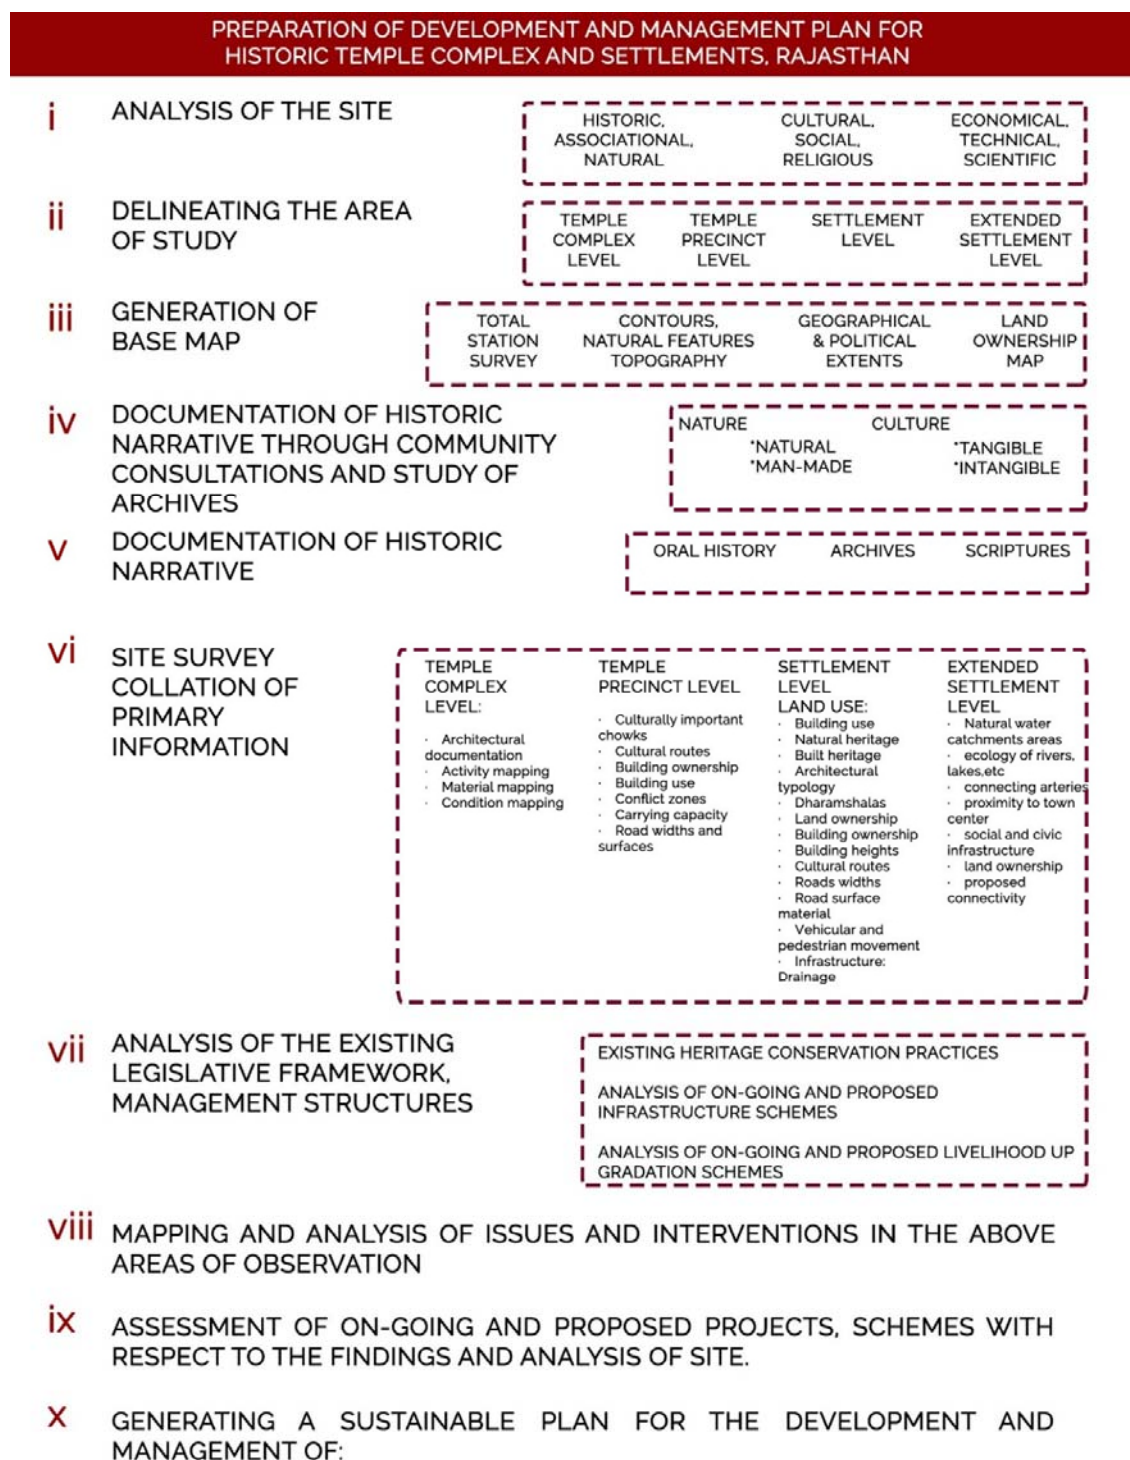 PREPARATION OF DEVELOPMENT AND MANAGEMENT PLAN FOR
HISTORIC TEMPLE COMPLEX AND SETTLEMENTS, RAJASTHAN
i
ANALYSIS OF THE SITE
HISTORIC,
ASSOCIATIONAL,
NATURAL
CULTURAL,
SOCIAL,
RELIGIOUS
ECONOMICAL,
TECHNICAL,
SCIENTIFIC
ii
DELINEATING THE AREA
OF STUDY
TEMPLE
COMPLEX
LEVEL
TEMPLE
PRECINCT
LEVEL
SETTLEMENT
LEVEL
EXTENDED
SETTLEMENT
LEVEL
iii
GENERATION OF
BASE MAP
TOTAL
STATION
SURVEY
CONTOURS,
NATURAL FEATURES
TOPOGRAPHY
GEOGRAPHICAL
& POLITICAL
EXTENTS
LAND
OWNERSHIP
MAP
iv
DOCUMENTATION OF HISTORIC
NARRATIVE THROUGH COMMUNITY
CONSULTATIONS AND STUDY OF
ARCHIVES
NATURE
*NATURAL
*MAN-MADE
CULTURE
*TANGIBLE
*INTANGIBLE
v
DOCUMENTATION OF HISTORIC
NARRATIVE
ORAL HISTORY
ARCHIVES
SCRIPTURES
vi
SITE SURVEY
COLLATION OF
PRIMARY
INFORMATION
TEMPLE
COMPLEX
LEVEL:
· Architectural
documentation
· Activity mapping
· Material mapping
· Condition mapping
TEMPLE
PRECINCT LEVEL
· Culturally important
chowks
· Cultural routes
· Building ownership
· Building use
· Conflict zones
· Carrying capacity
· Road widths and
surfaces
SETTLEMENT
LEVEL
LAND USE:
· Building use
· Natural heritage
· Built heritage
· Architectural
typology
· Dharamshalas
· Land ownership
· Building ownership
· Building heights
· Cultural routes
· Roads widths
· Road surface
material
· Vehicular and
pedestrian movement
· Infrastructure:
Drainage
EXTENDED
SETTLEMENT
LEVEL
· Natural water
catchments areas
· ecology of rivers,
lakes,etc
· connecting arteries
· proximity to town
center
· social and civic
infrastructure
· land ownership
· proposed
connectivity
vii
ANALYSIS OF THE EXISTING
LEGISLATIVE FRAMEWORK,
MANAGEMENT STRUCTURES
EXISTING HERITAGE CONSERVATION PRACTICES
ANALYSIS OF ON-GOING AND PROPOSED
INFRASTRUCTURE SCHEMES
ANALYSIS OF ON-GOING AND PROPOSED LIVELIHOOD UP
GRADATION SCHEMES
viii
MAPPING AND ANALYSIS OF ISSUES AND INTERVENTIONS IN THE ABOVE
AREAS OF OBSERVATION
ix
ASSESSMENT OF ON-GOING AND PROPOSED PROJECTS, SCHEMES WITH
RESPECT TO THE FINDINGS AND ANALYSIS OF SITE.
x
GENERATING A SUSTAINABLE PLAN FOR THE DEVELOPMENT AND
MANAGEMENT OF: